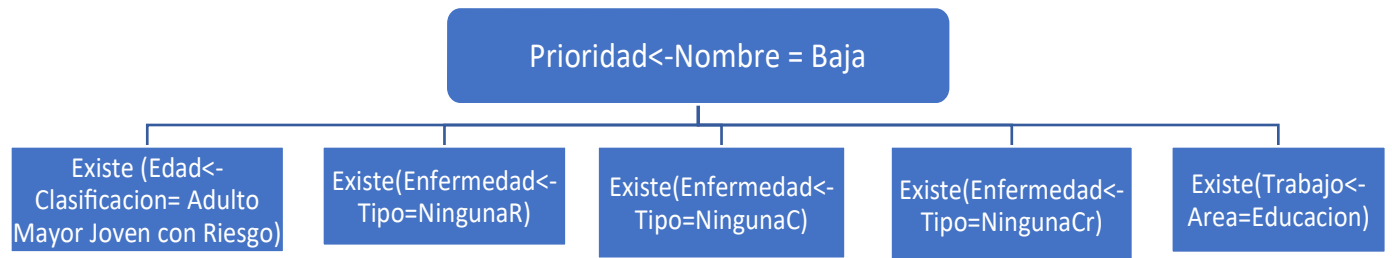 Prioridad<-Nombre = Baja
Existe (Edad<-
Clasificacion= Adulto
Mayor Joven con Riesgo)
Existe(Enfermedad<-
Tipo=NingunaR)
Existe(Enfermedad<-
Tipo=NingunaC)
Existe(Enfermedad<-
Tipo=NingunaCr)
Existe(Trabajo<-
Area=Educacion)